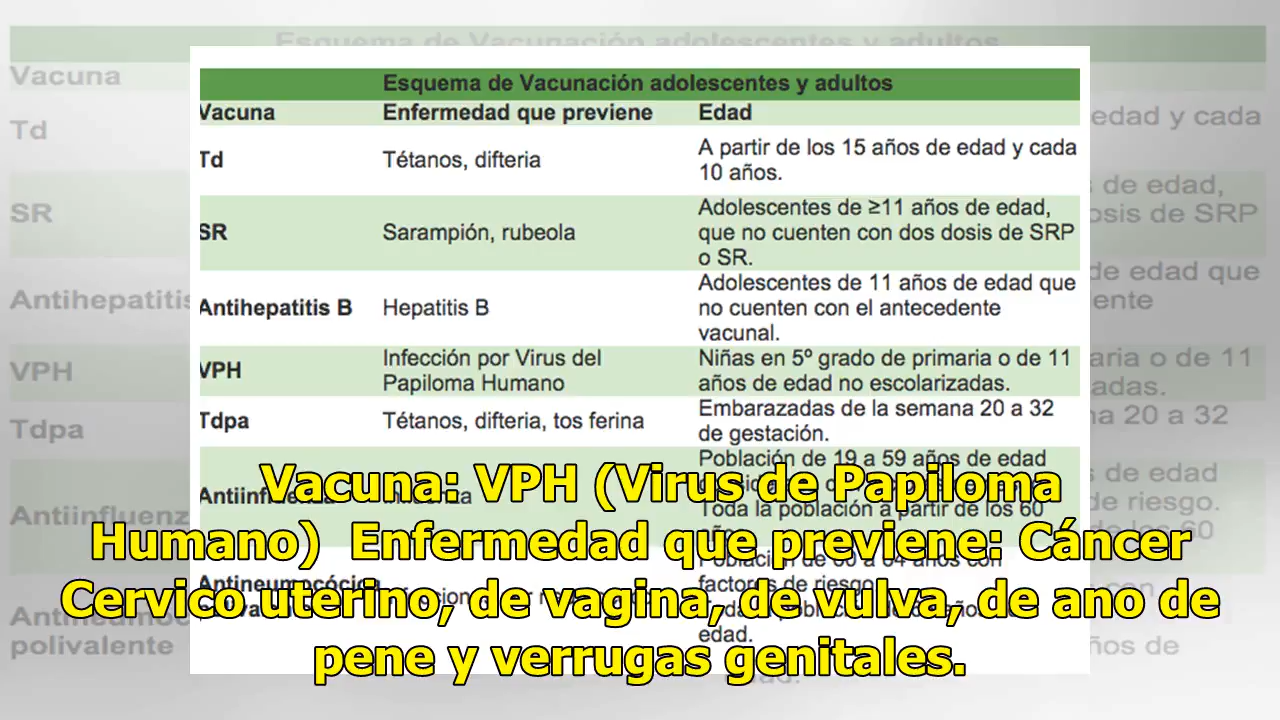 Esquema de Vacunación adolescentes y adultos
Vacuna Enfermedad que previene Edad
Td Tétanos, difteria A partir de los 15 años de edad y cada
10 años.
SR Sarampión, rubeola Adolescentes de ≥11 años de edad,
que no cuenten con dos dosis de SRP
o SR.
Antihepatitis B Hepatitis B Adolescentes de 11 años de edad que
no cuenten con el antecedente
vacunal.
VPH Infección por Virus del Niñas en 5º grado de primaria o de 11
Papiloma Humano años de edad no escolarizadas.
Tdpa Tétanos, difteria, tos ferina Embarazadas de la semana 20 a 32
de gestación.
Población de 19 a 59 años de edad
Toda la población a partir de los 60
factores de riesgo
edad.
Vacuna: VPH (Virus de Papiloma
Humano) Enfermedad que previene: Cáncer
Cervico uterino, de vagina, de vulva, de ano de
pene y verrugas genitales.